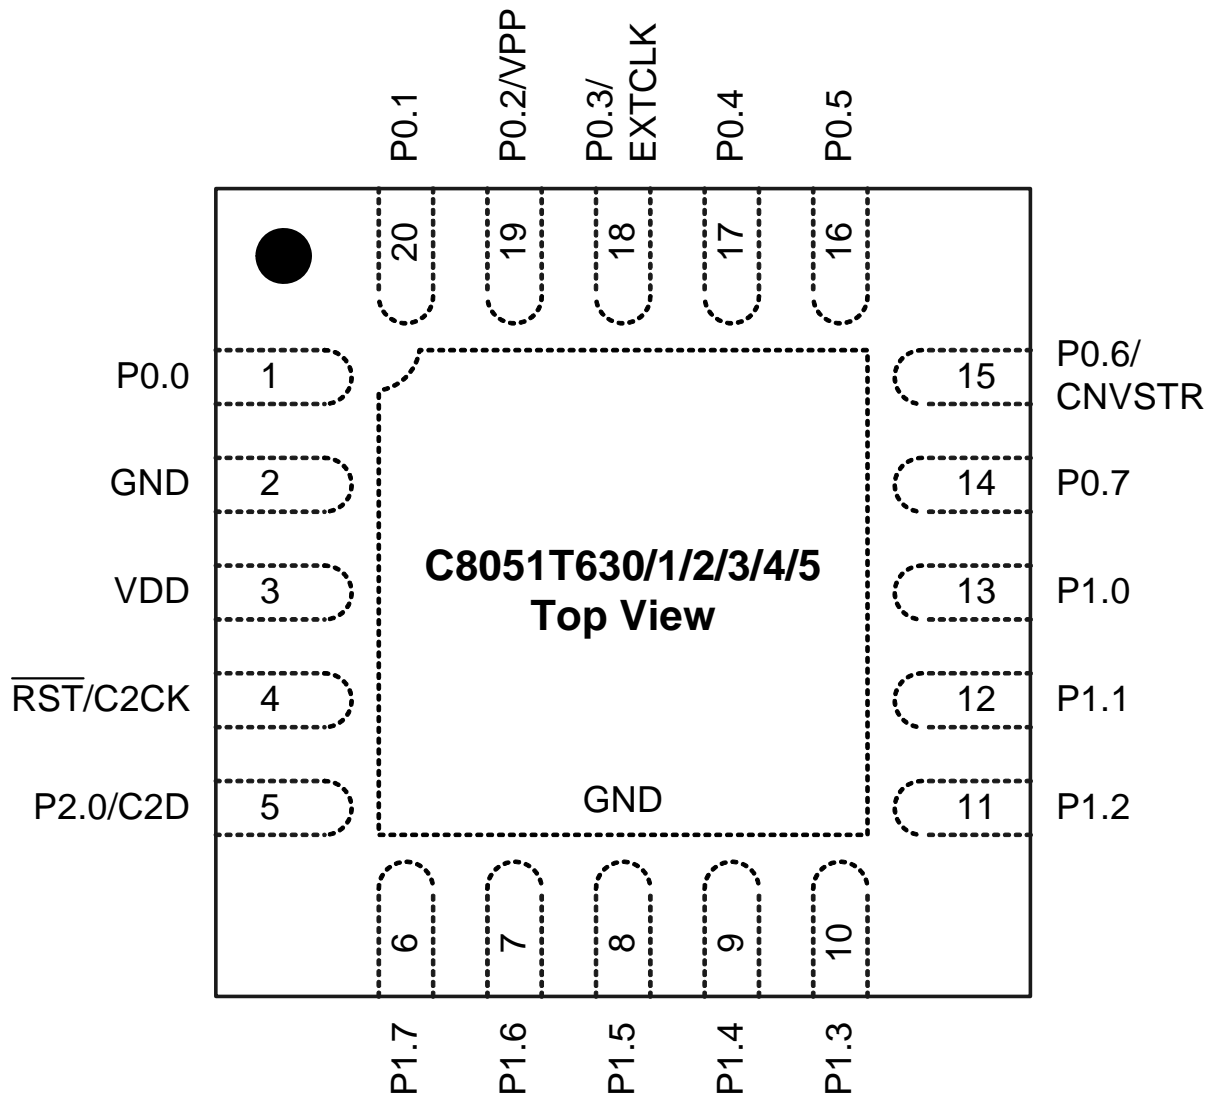 P0.1
P0.2/VPP
P0.3/
EXTCLK
P0.4
P0.5
20
19
18
17
16
P0.0
1
GND
2
VDD
3
RST/C2CK
4
P2.0/C2D
5
15
P0.6/
CNVSTR
14
P0.7
13
P1.0
12
P1.1
11
P1.2
C8051T630/1/2/3/4/5
Top View
GND
6
7
8
9
10
P1.7
P1.6
P1.5
P1.4
P1.3